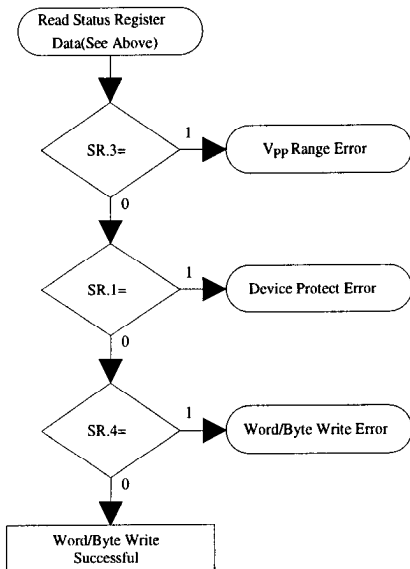 Read Status Register
Data(See Above)
SR.3=
1
VPP Range Error
0
SR.1=
1
Device Protect Error
0
SR.4=
1
Word/Byte Write Error
0
Word/Byte Write
Successful